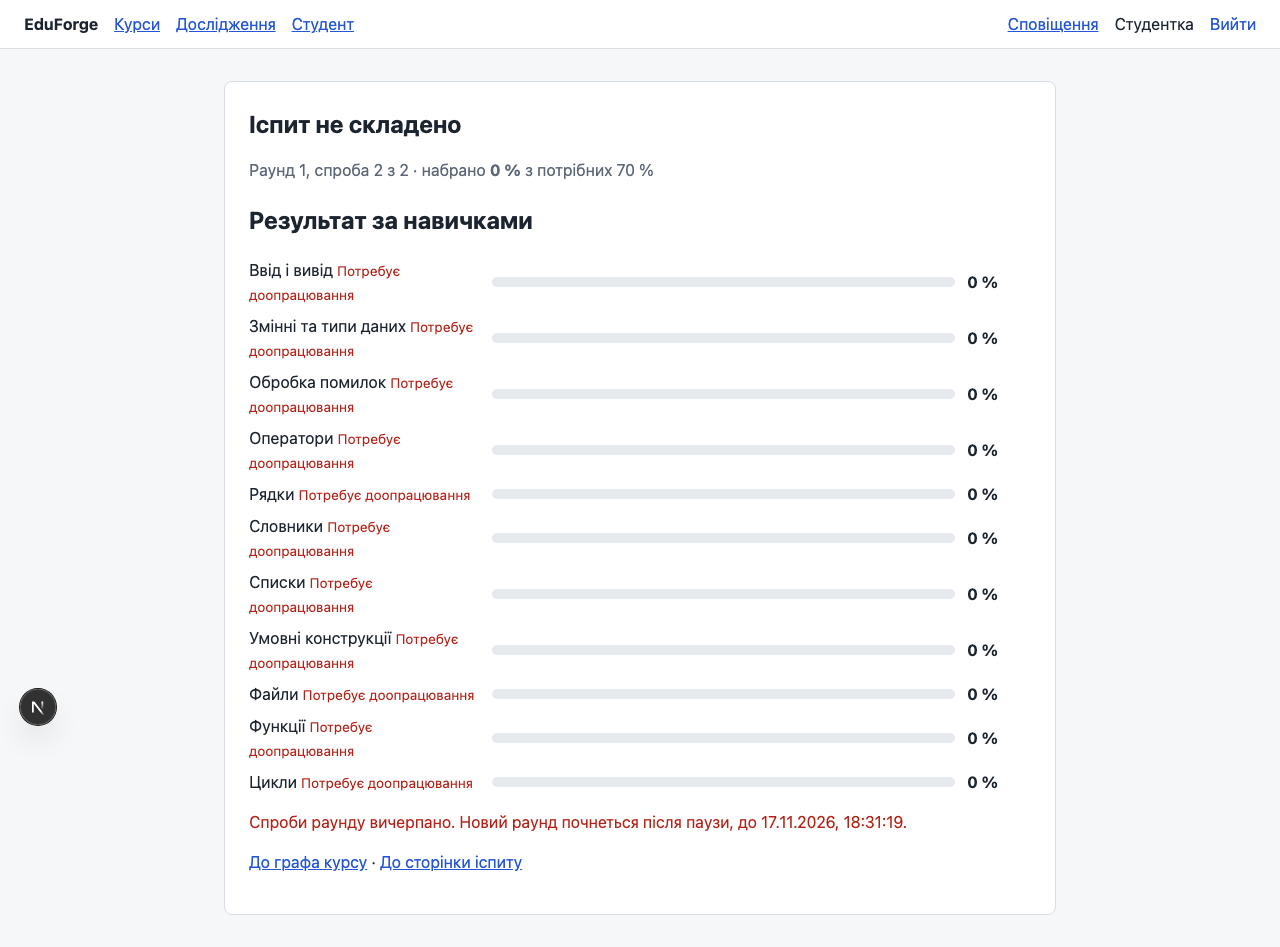 EduForge Курси Дослідження Студент Сповіщення Студентка Вийти
Іспит не складено
Раунд 1, спроба 2 з 2 · набрано 0 % з потрібних 70 %
Результат за навичками
Ввід і вивід Потребує
доопрацювання 0 %
Змінні та типи даних Потребує
доопрацювання 0 %
Обробка помилок Потребує
доопрацювання 0 %
Оператори Потребує
доопрацювання 0 %
Рядки Потребує доопрацювання 0 %
Словники Потребує
доопрацювання 0 %
Списки Потребує
доопрацювання 0 %
Умовні конструкції Потребує
доопрацювання 0 %
Файли Потребує доопрацювання 0 %
Функції Потребує
доопрацювання 0 %
Цикли Потребує доопрацювання 0 %
Спроби раунду вичерпано. Новий раунд почнеться після паузи, до 17.11.2026, 18:31:19.
До графа курсу · До сторінки іспиту
N